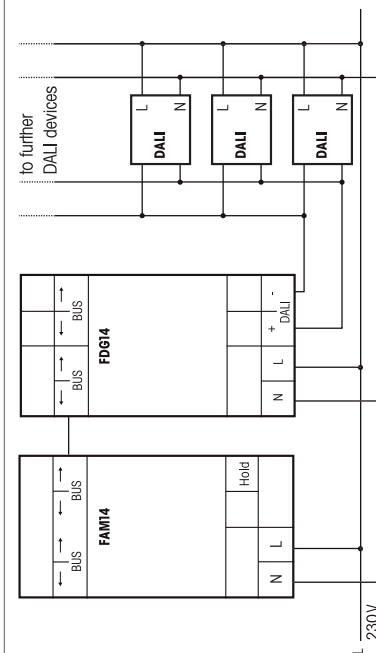 to further
DALI devices
L
N
DALI
L
N
DALI
L
N
DALI
← →
BUS
← →
BUS
FDG14
N
L
+
-
DALI
← →
BUS
← →
BUS
FAM14
Hold
N
L
L
230V